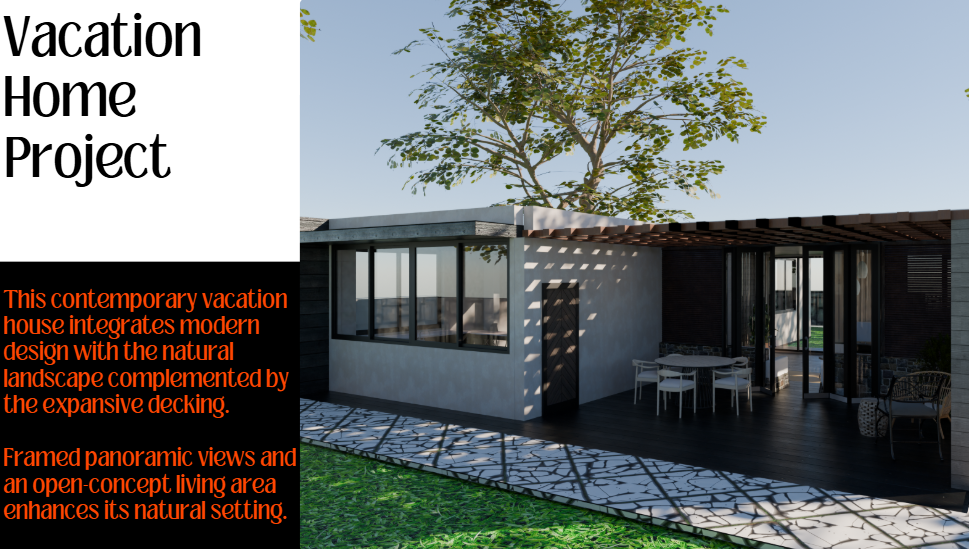 Vacation
Home
Project
This contemporary vacation
house integrates modern
design with the natural
landscape complemented by
the expansive decking.
Framed panoramic views and
an open-concept living area
enhances its natural setting.